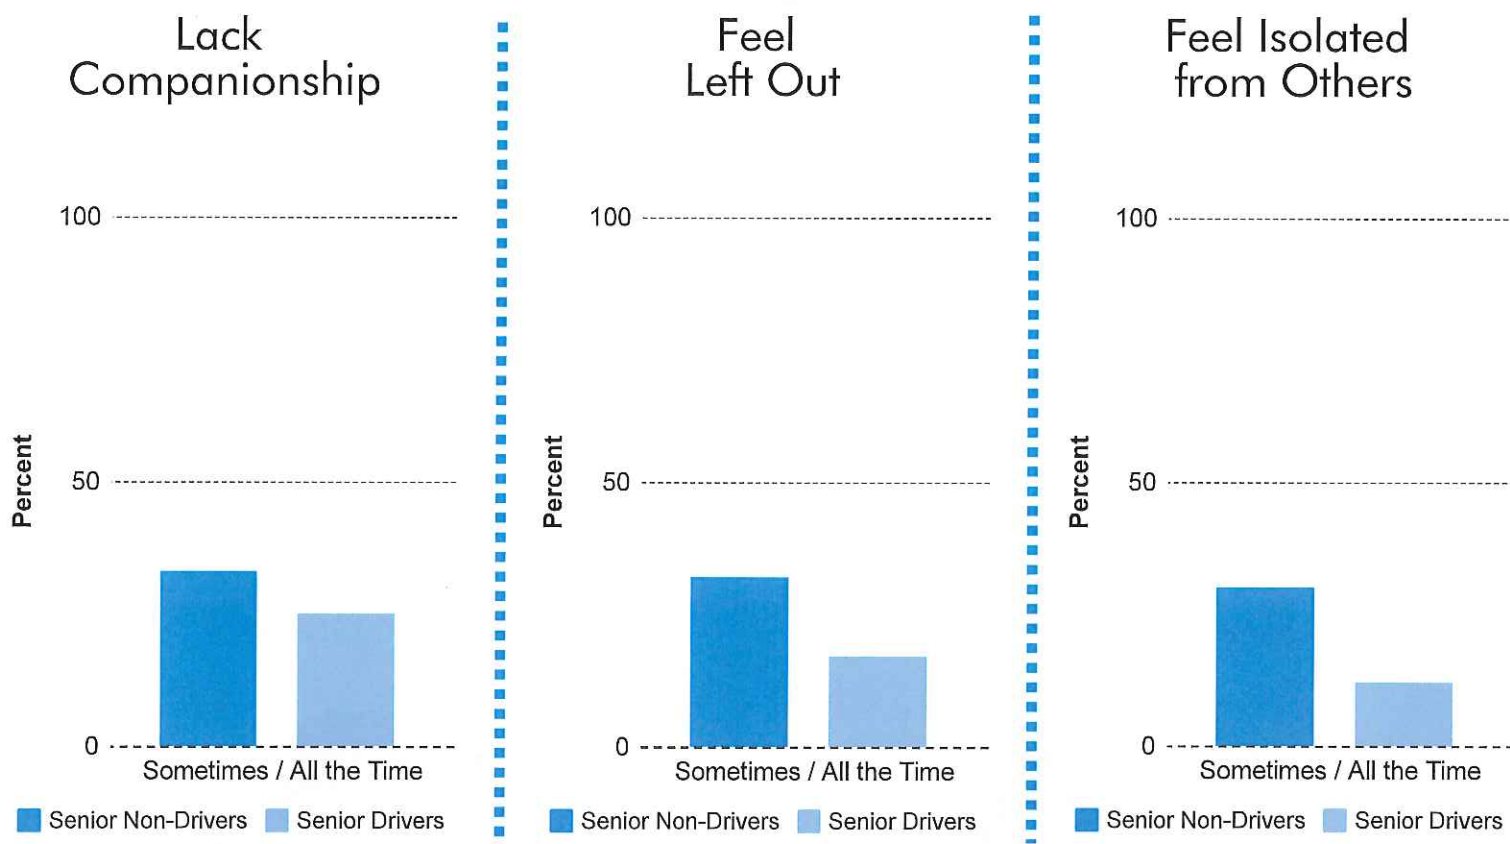 Lack
Companionship
100
50
0
Percent
Sometimes / All the Time
Senior Non-Drivers Senior Drivers
Feel
Left Out
100
50
0
Percent
Sometimes / All the Time
Senior Non-Drivers Senior Drivers
Feel Isolated
from Others
100
50
0
Percent
Sometimes / All the Time
Senior Non-Drivers Senior Drivers